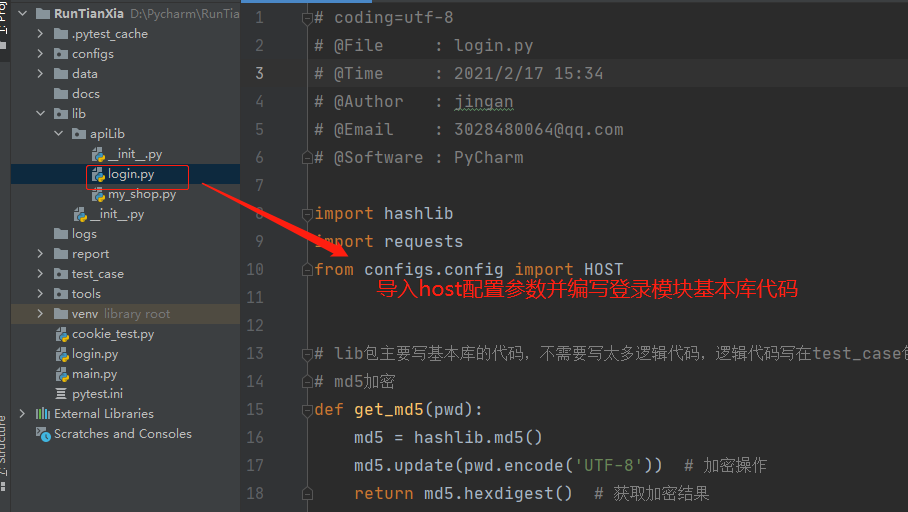 1: Proj
RunTianXia D:\Pycharm\RunTia
.pytest_cache
configs
data
docs
lib
apiLib
__init__.py
login.py
my_shop.py
__init__.py
logs
report
test_case
tools
venv library root
cookie_test.py
login.py
main.py
pytest.ini
External Libraries
Scratches and Consoles
7: Structure
1 # coding=utf-8
2 # @File : login.py
3 # @Time : 2021/2/17 15:34
4 # @Author : jingan
5 # @Email : 3028480064@qq.com
6 # @Software : PyCharm
7
8 import hashlib
9 import requests
10 from configs.config import HOST
导入host配置参数并编写登录模块基本库代码
11
12
13 # lib包主要写基本库的代码，不需要写太多逻辑代码，逻辑代码写在test_case
14 # md5加密
15 def get_md5(pwd):
16 md5 = hashlib.md5()
17 md5.update(pwd.encode('UTF-8')) # 加密操作
18 return md5.hexdigest() # 获取加密结果